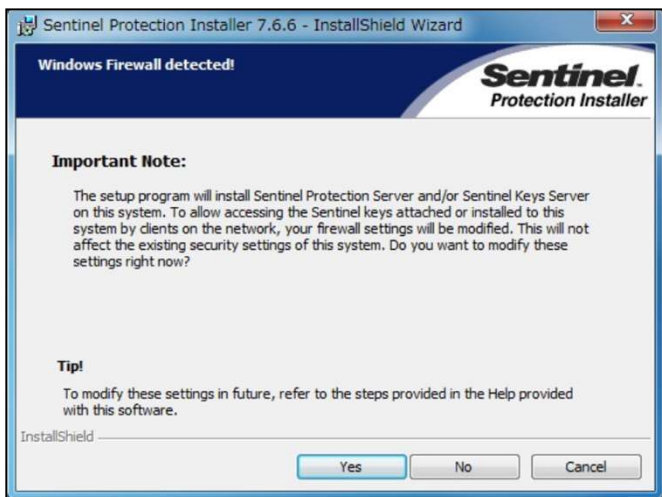 Sentinel Protection Installer 7.6.6 - InstallShield Wizard
Windows Firewall detected!
Sentinel.
Protection Installer
Important Note:
The setup program will install Sentinel Protection Server and/or Sentinel Keys Server
on this system. To allow accessing the Sentinel keys attached or installed to this
system by clients on the network, your firewall settings will be modified. This will not
affect the existing security settings of this system. Do you want to modify these
settings right now?
Tip!
To modify these settings in future, refer to the steps provided in the Help provided
with this software.
InstallShield
Yes
No
Cancel